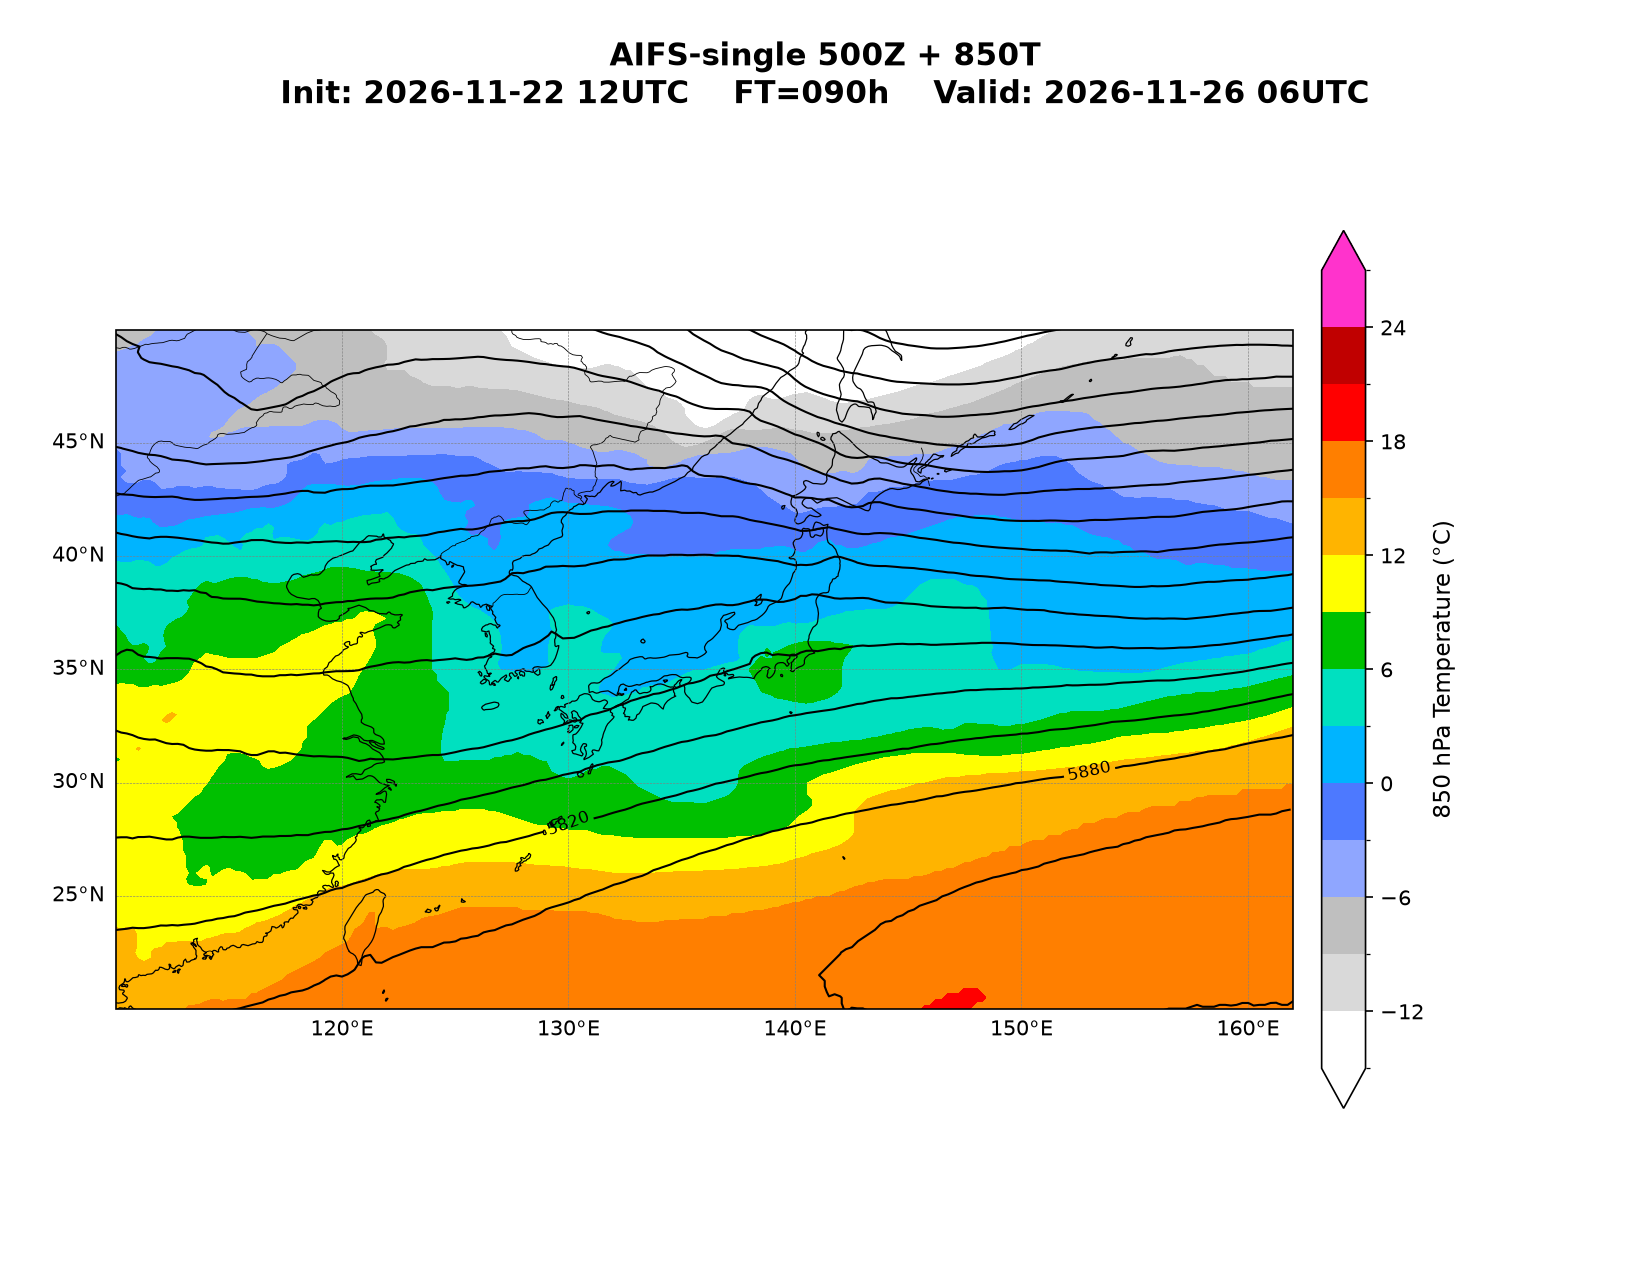 AIFS-single 500Z + 850T
Init: 2026-11-22 12UTC FT=090h Valid: 2026-11-26 06UTC
24
18
12
6
0
−6
−12
850 hPa Temperature (°C)
45°N
40°N
35°N
30°N
25°N
5880
5820
120°E
130°E
140°E
150°E
160°E